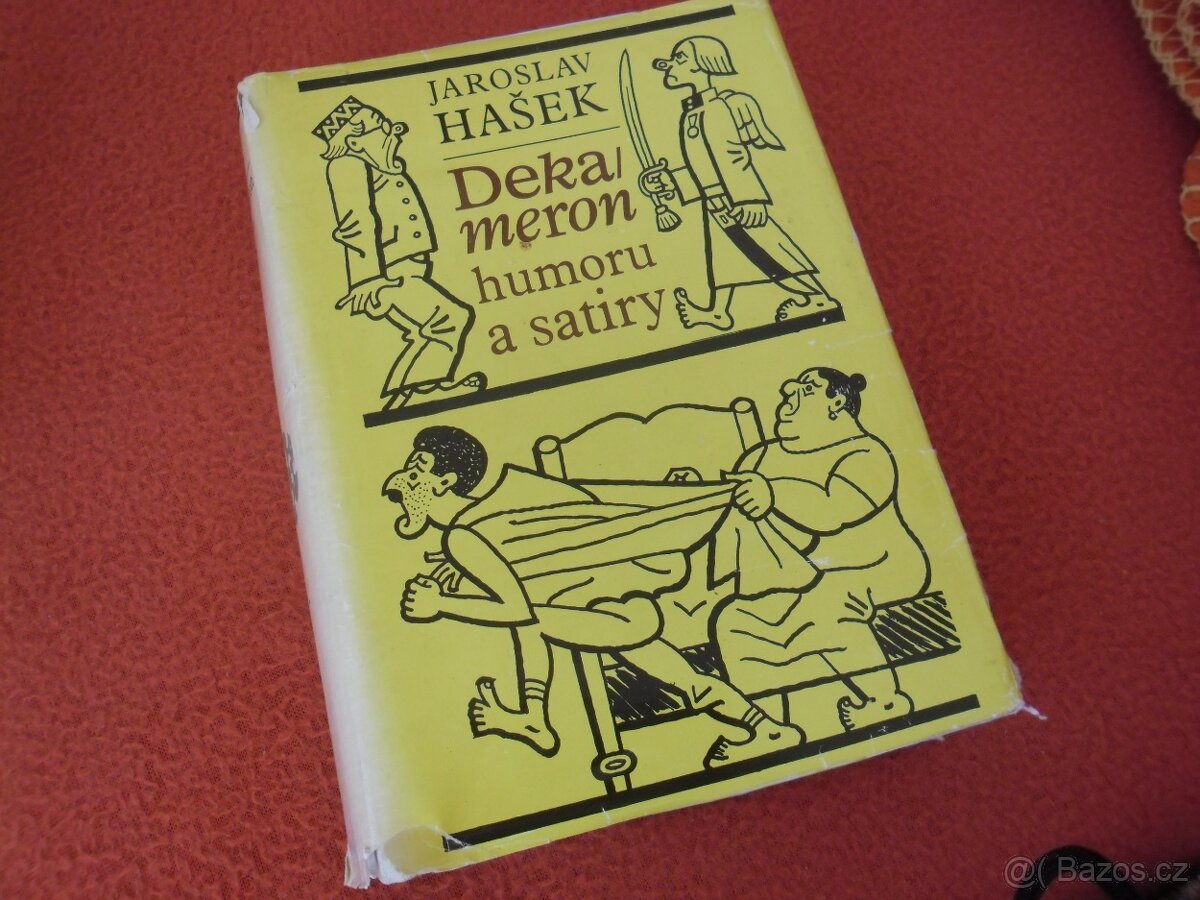 JAROSLAV
HAŠEK
Deka/
meron
humoru
a satiry
@( Bazos.cz